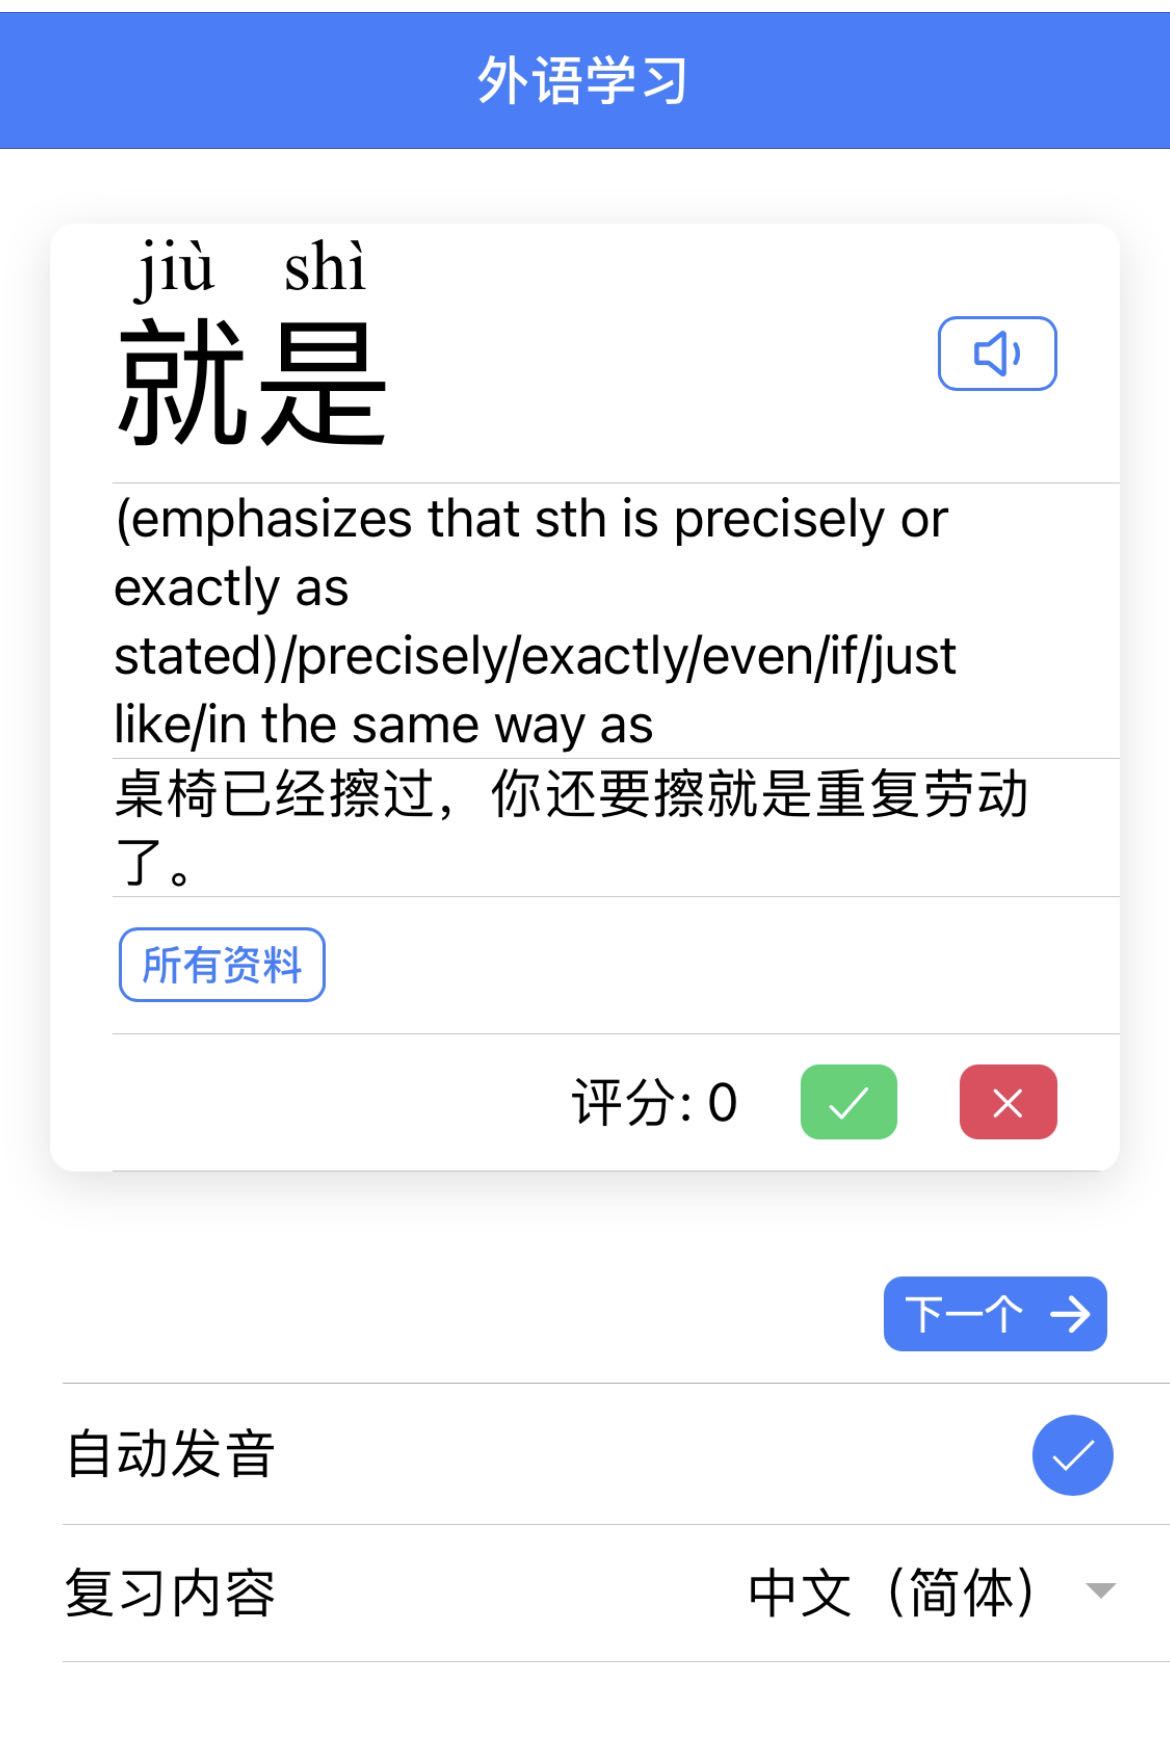 外语学习
jiù shì
就是
(emphasizes that sth is precisely or
exactly as
stated)/precisely/exactly/even/if/just
like/in the same way as
桌椅已经擦过，你还要擦就是重复劳动
了。
所有资料
评分: 0
下一个
自动发音
复习内容 中文（简体）